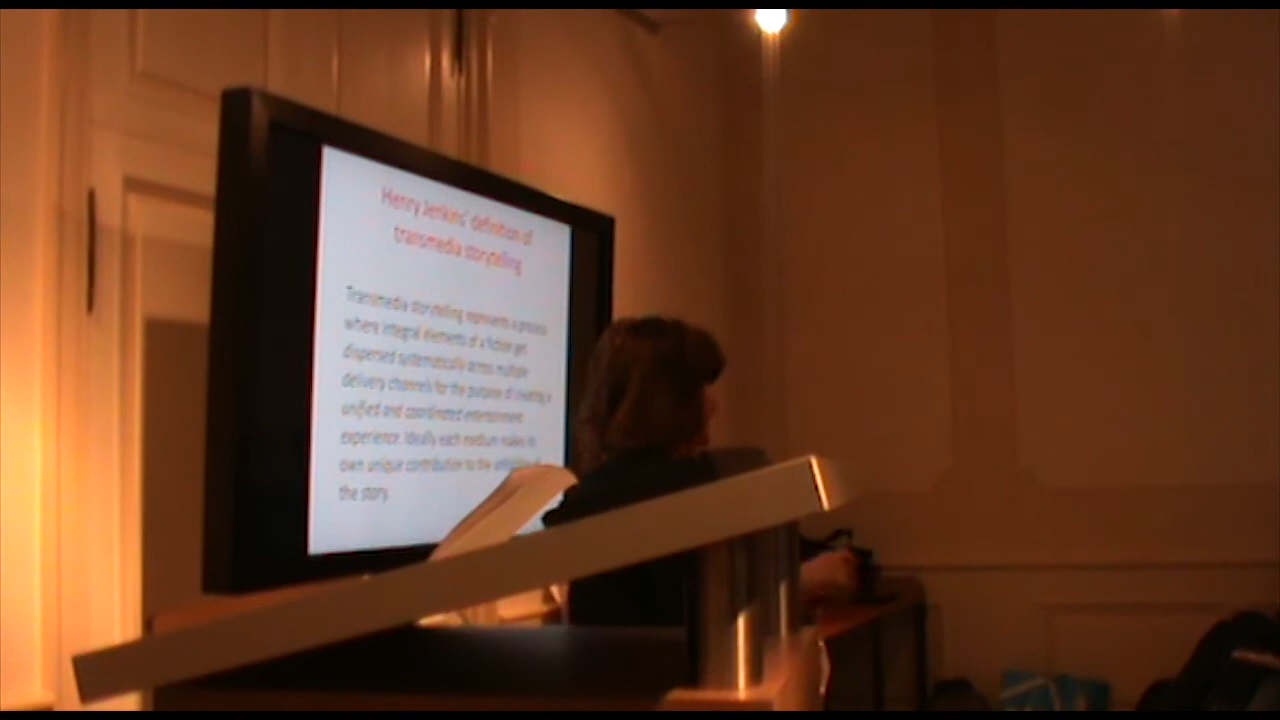 Henry Jenkins' definition of
transmedia storytelling
Transmedia storytelling represents a process
where integral elements of a fiction get
dispersed systematically across multiple
delivery channels for the purpose of creating a
unified and coordinated entertainment
experience. Ideally each medium makes its
own unique contribution to the
the story.